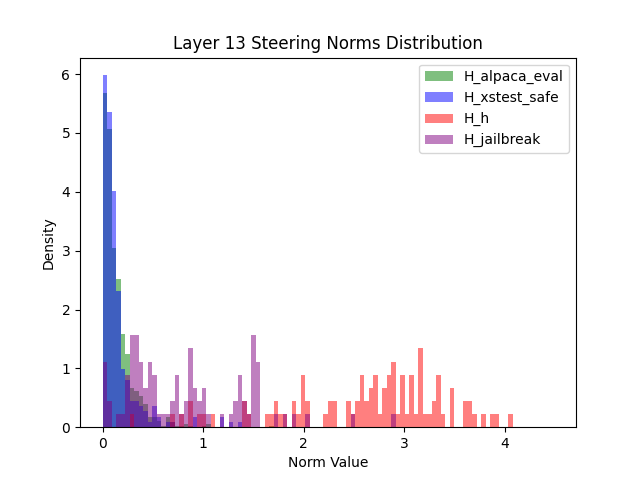 Layer 13 Steering Norms Distribution
H_alpaca_eval
H_xstest_safe
H_h
H_jailbreak
Density
6
5
4
3
2
1
0
0 1 2 3 4
Norm Value